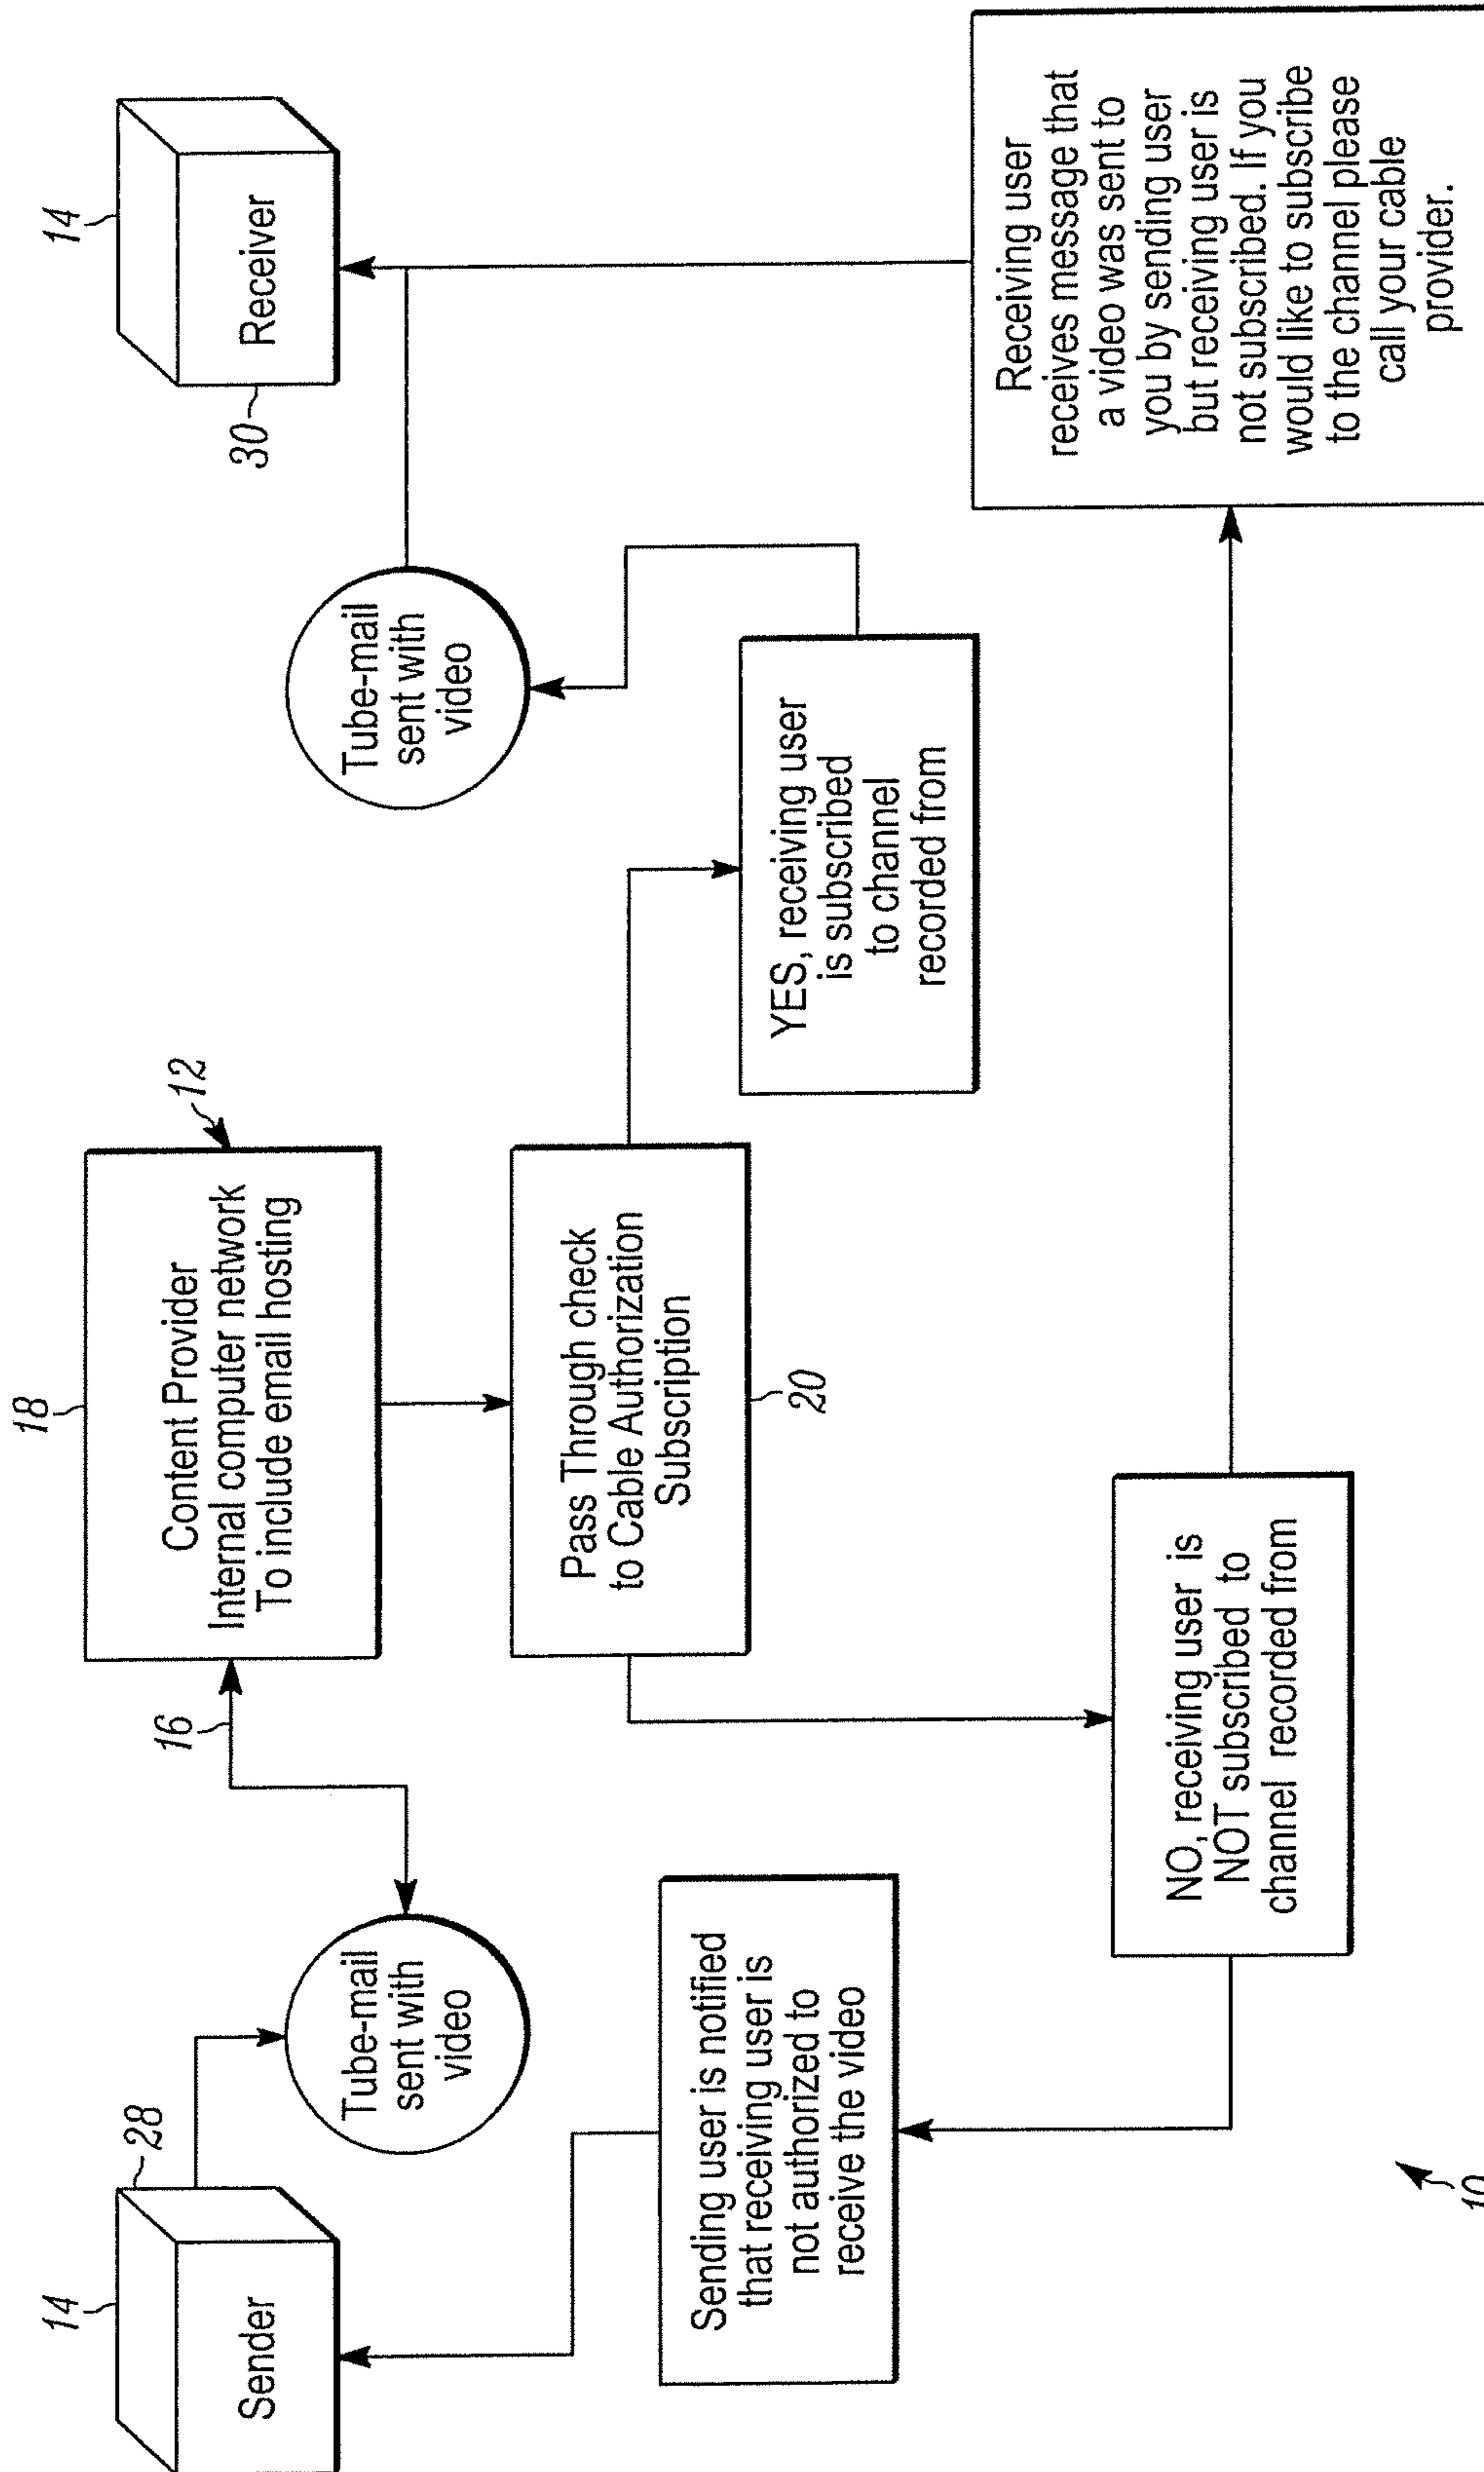 14
28
Sender
Tube-mail
sent with
video
16
18
12
Content Provider
Internal computer network
To include email hosting
Pass Through check
to Cable Authorization
Subscription
20
YES, receiving user
is subscribed
to channel
recorded from
Tube-mail
sent with
video
14
30
Receiver
Sending user is notified
that receiving user is
not authorized to
receive the video
NO, receiving user is
NOT subscribed to
channel recorded from
Receiving user
receives message that
a video was sent to
you by sending user
but receiving user is
not subscribed. If you
would like to subscribe
to the channel please
call your cable
provider.
10